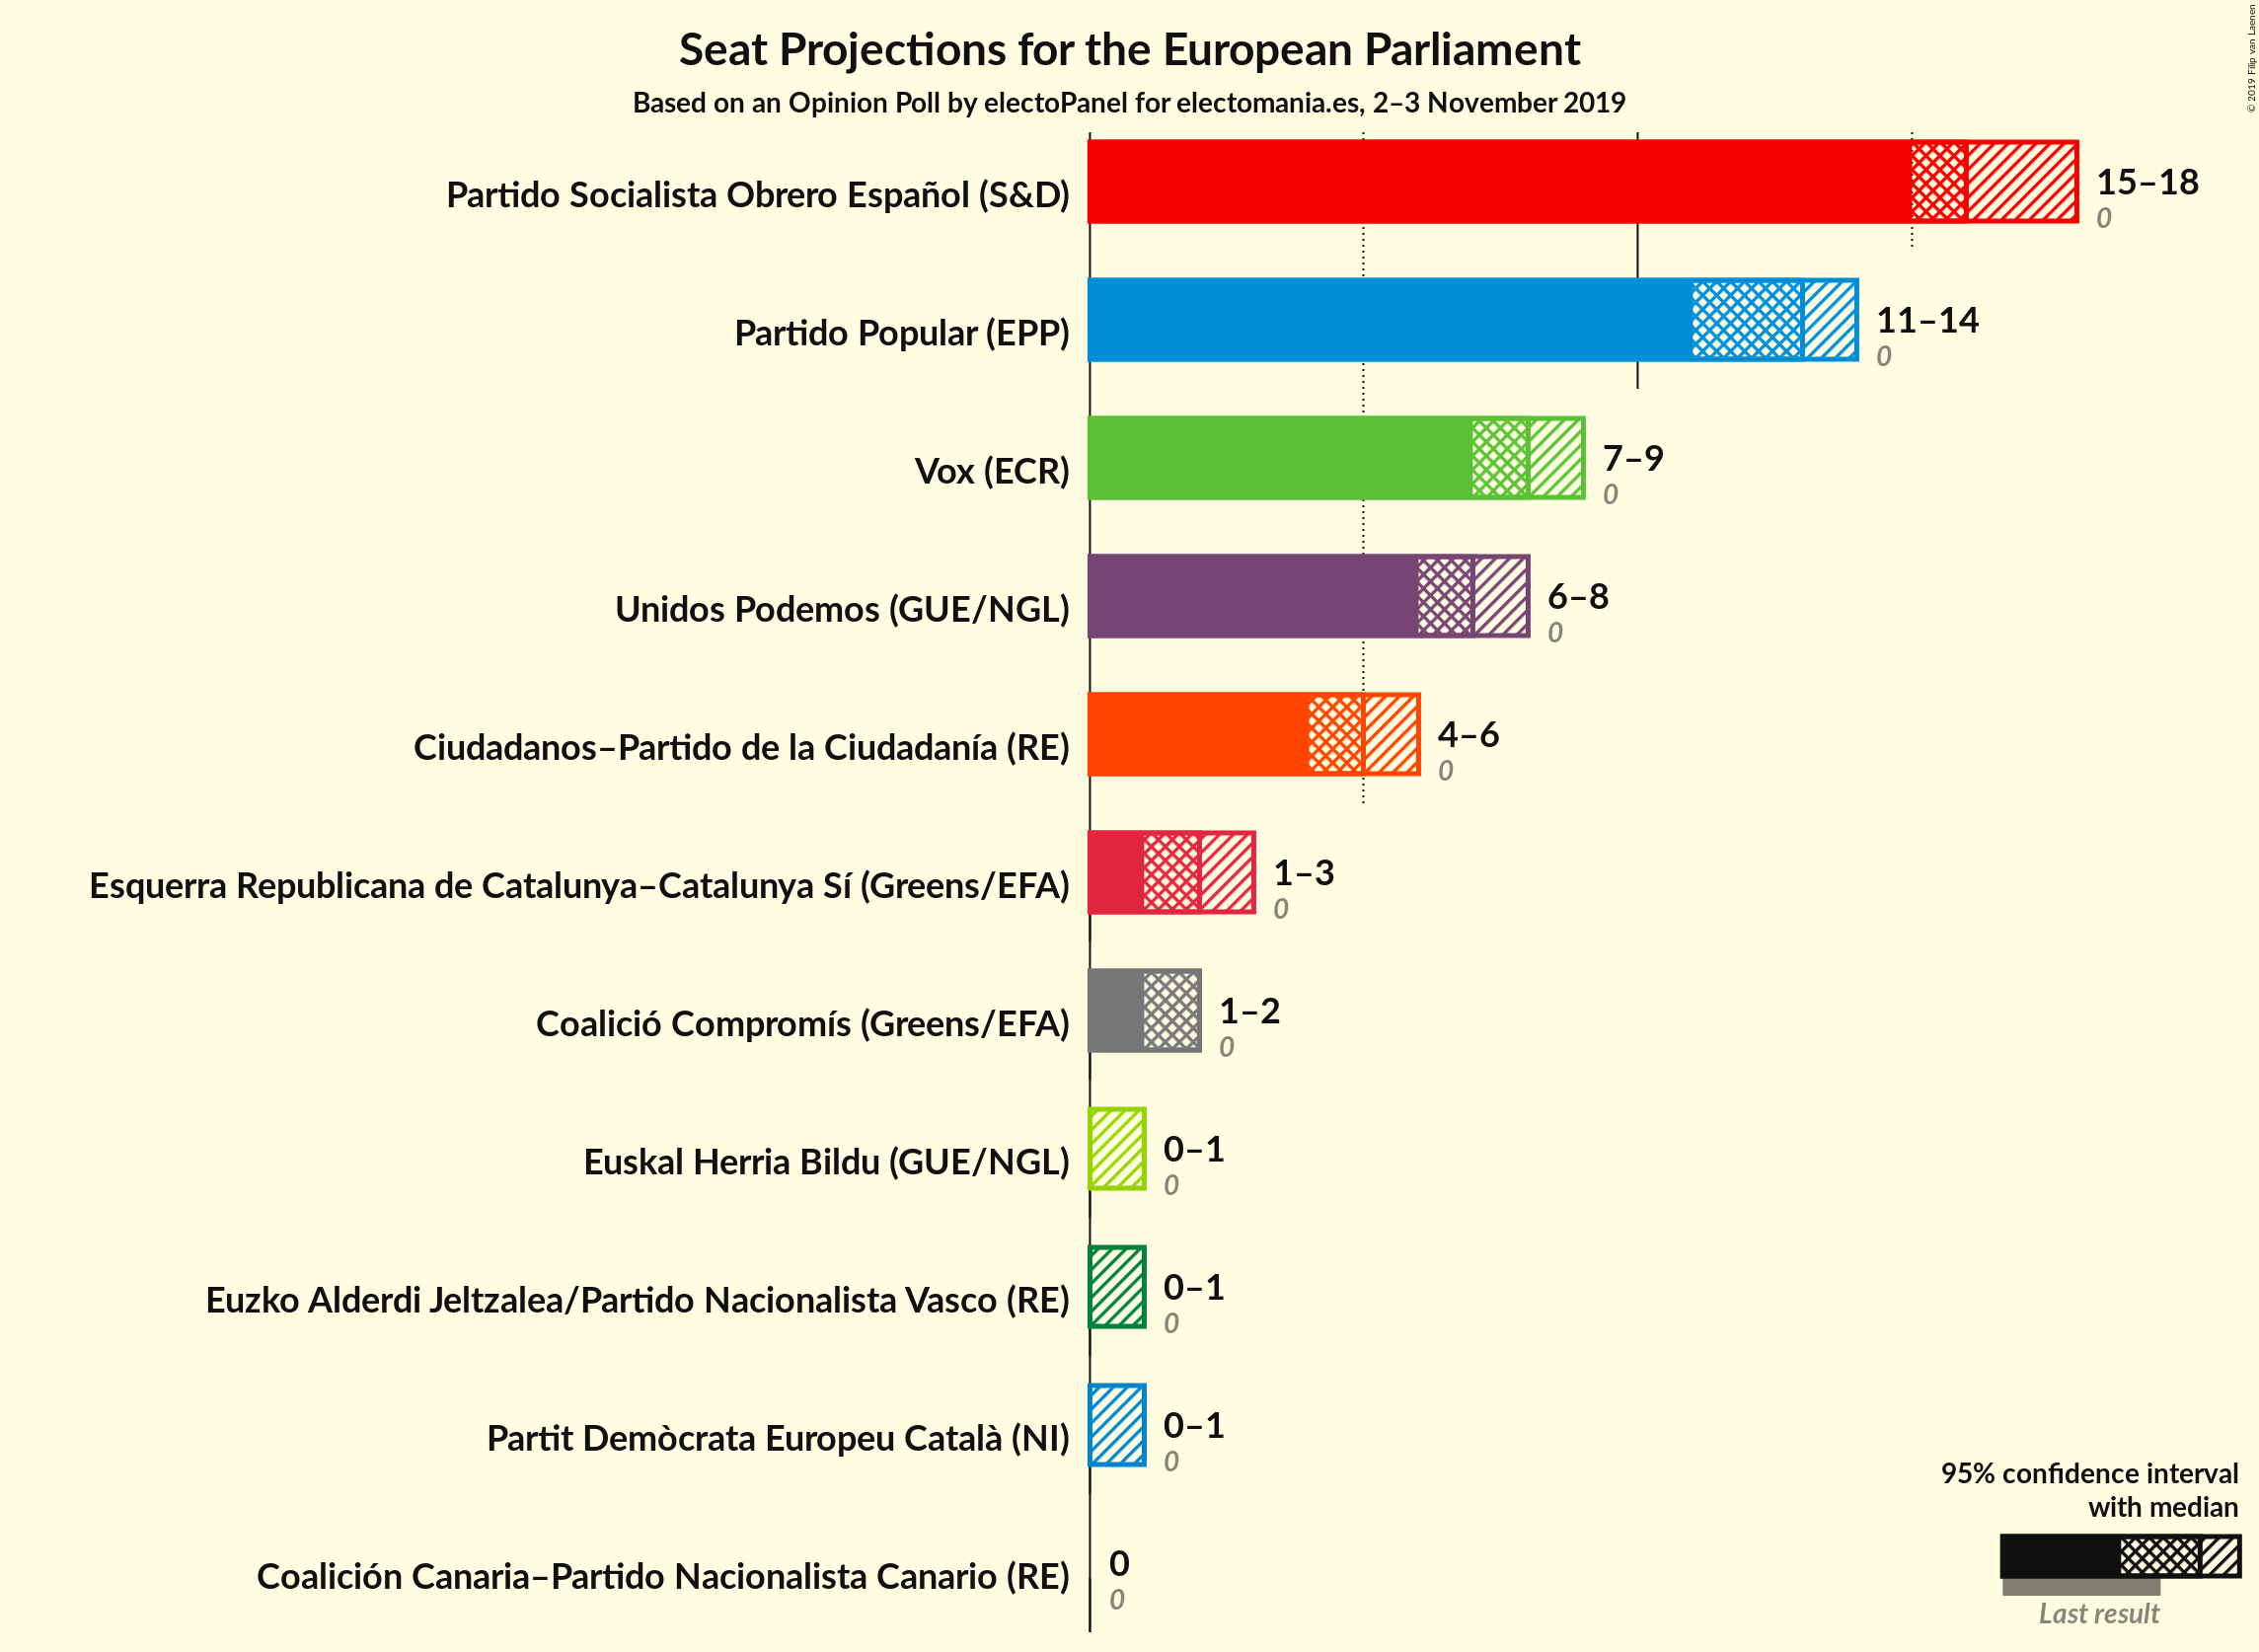 Seat Projections for the European Parliament
Based on an Opinion Poll by electoPanel for electomania.es, 2–3 November 2019
© 2019 Filip van Laenen
Partido Socialista Obrero Español (S&D)
15–18
0
Partido Popular (EPP)
11–14
0
Vox (ECR)
7–9
0
Unidos Podemos (GUE/NGL)
6–8
0
Ciudadanos–Partido de la Ciudadanía (RE)
4–6
0
Esquerra Republicana de Catalunya–Catalunya Sí (Greens/EFA)
1–3
0
Coalició Compromís (Greens/EFA)
1–2
0
Euskal Herria Bildu (GUE/NGL)
0–1
0
Euzko Alderdi Jeltzalea/Partido Nacionalista Vasco (RE)
0–1
0
Partit Demòcrata Europeu Català (NI)
0–1
0
Coalición Canaria–Partido Nacionalista Canario (RE)
0
0
95% confidence interval
with median
Last result